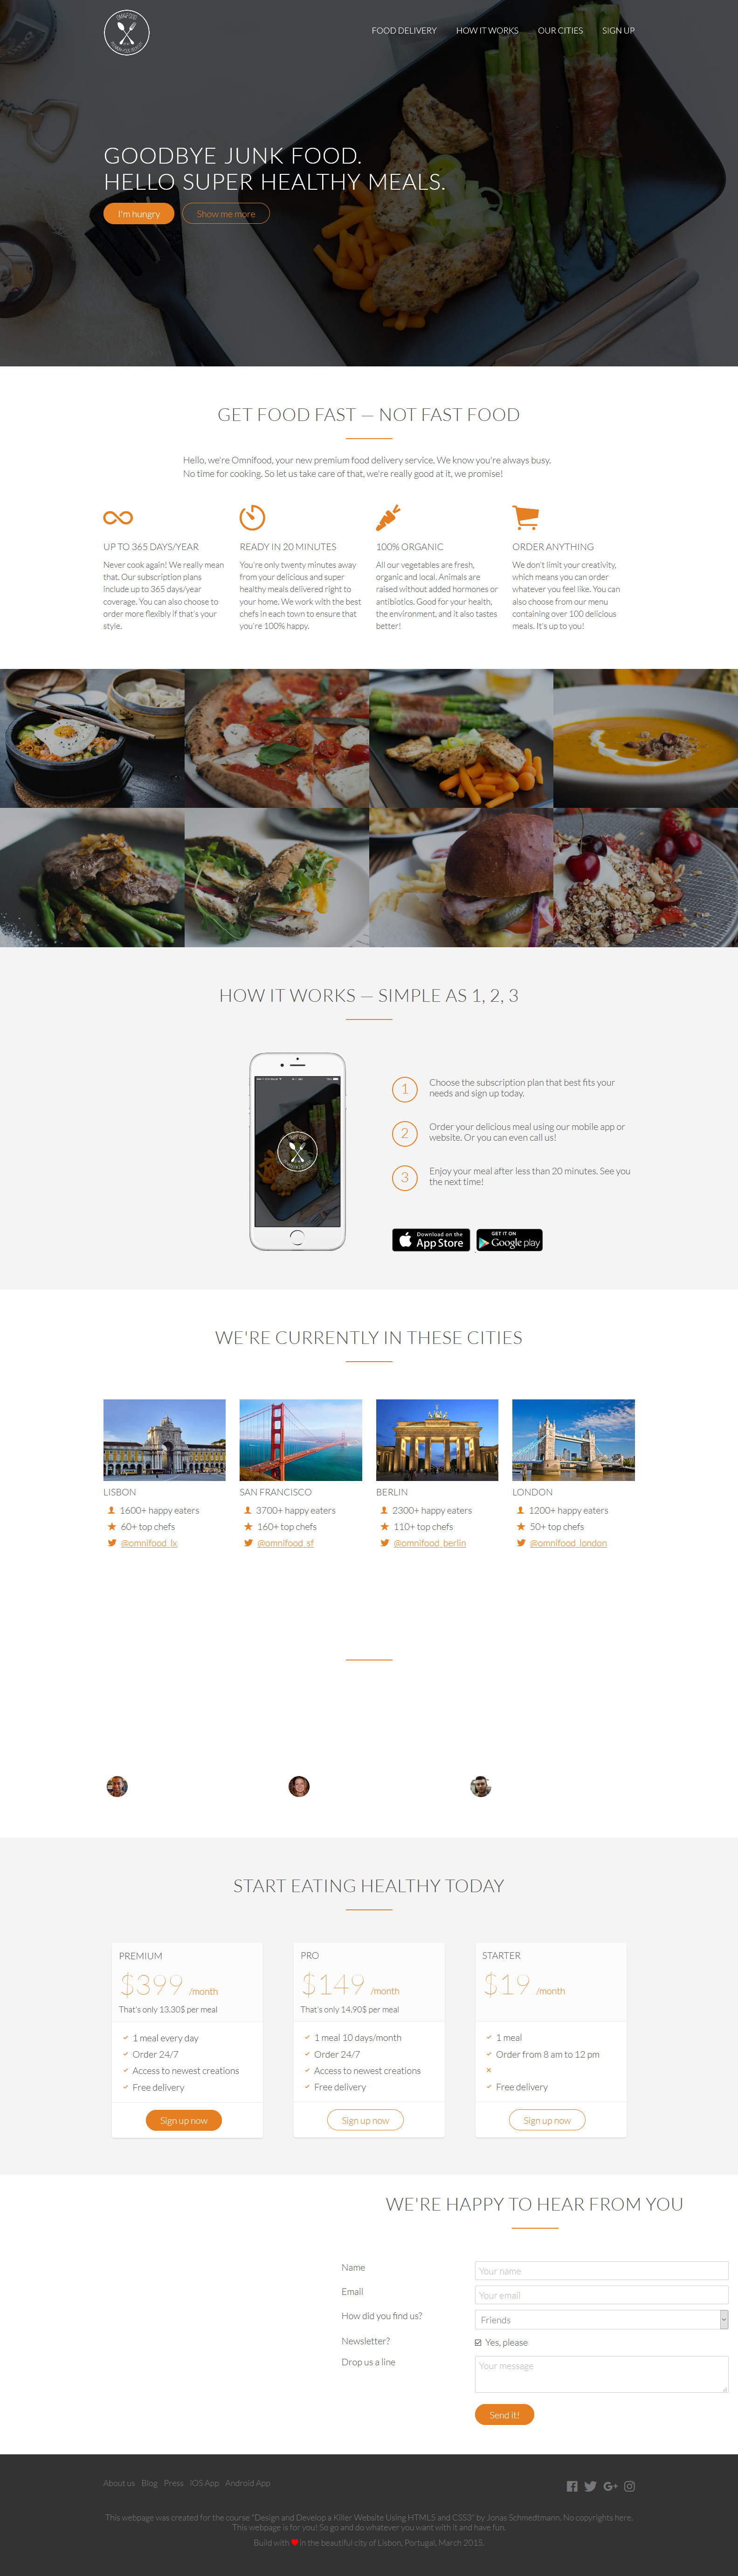 OMNIFOOD
FOOD DELIVERY HOW IT WORKS OUR CITIES SIGN UP
GOODBYE JUNK FOOD.
HELLO SUPER HEALTHY MEALS.
I'm hungry Show me more
GET FOOD FAST — NOT FAST FOOD
Hello, we're Omnifood, your new premium food delivery service. We know you're always busy.
No time for cooking. So let us take care of that, we're really good at it, we promise!
UP TO 365 DAYS/YEAR
Never cook again! We really mean
that. Our subscription plans
include up to 365 days/year
coverage. You can also choose to
order more flexibly if that's your
style.
READY IN 20 MINUTES
You're only twenty minutes away
from your delicious and super
healthy meals delivered right to
your home. We work with the best
chefs in each town to ensure that
you're 100% happy.
100% ORGANIC
All our vegetables are fresh,
organic and local. Animals are
raised without added hormones or
antibiotics. Good for your health,
the environment, and it also tastes
better!
ORDER ANYTHING
We don't limit your creativity,
which means you can order
whatever you feel like. You can
also choose from our menu
containing over 100 delicious
meals. It's up to you!
HOW IT WORKS — SIMPLE AS 1, 2, 3
1
Choose the subscription plan that best fits your
needs and sign up today.
2
Order your delicious meal using our mobile app or
website. Or you can even call us!
3
Enjoy your meal after less than 20 minutes. See you
the next time!
Download on the
App Store
GET IT ON
Google play
WE'RE CURRENTLY IN THESE CITIES
LISBON
1600+ happy eaters
60+ top chefs
@omnifood_lx
SAN FRANCISCO
3700+ happy eaters
160+ top chefs
@omnifood_sf
BERLIN
2300+ happy eaters
110+ top chefs
@omnifood_berlin
LONDON
1200+ happy eaters
50+ top chefs
@omnifood_london
START EATING HEALTHY TODAY
PREMIUM
$399 /month
That's only 13.30$ per meal
1 meal every day
Order 24/7
Access to newest creations
Free delivery
Sign up now
PRO
$149 /month
That's only 14.90$ per meal
1 meal 10 days/month
Order 24/7
Access to newest creations
Free delivery
Sign up now
STARTER
$19 /month
1 meal
Order from 8 am to 12 pm
Free delivery
Sign up now
WE'RE HAPPY TO HEAR FROM YOU
Name
Your name
Email
Your email
How did you find us?
Friends
Newsletter?
Yes, please
Drop us a line
Your message
Send it!
About us Blog Press iOS App Android App
This webpage was created for the course "Design and Develop a Killer Website Using HTML5 and CSS3" by Jonas Schmedtmann. No copyrights here.
This webpage is for you! So go and do whatever you want with it and have fun.
Build with in the beautiful city of Lisbon, Portugal, March 2015.